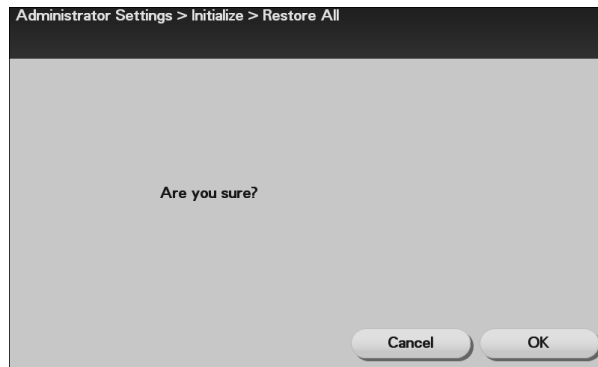 Administrator Settings > Initialize > Restore All
Are you sure?
Cancel
OK